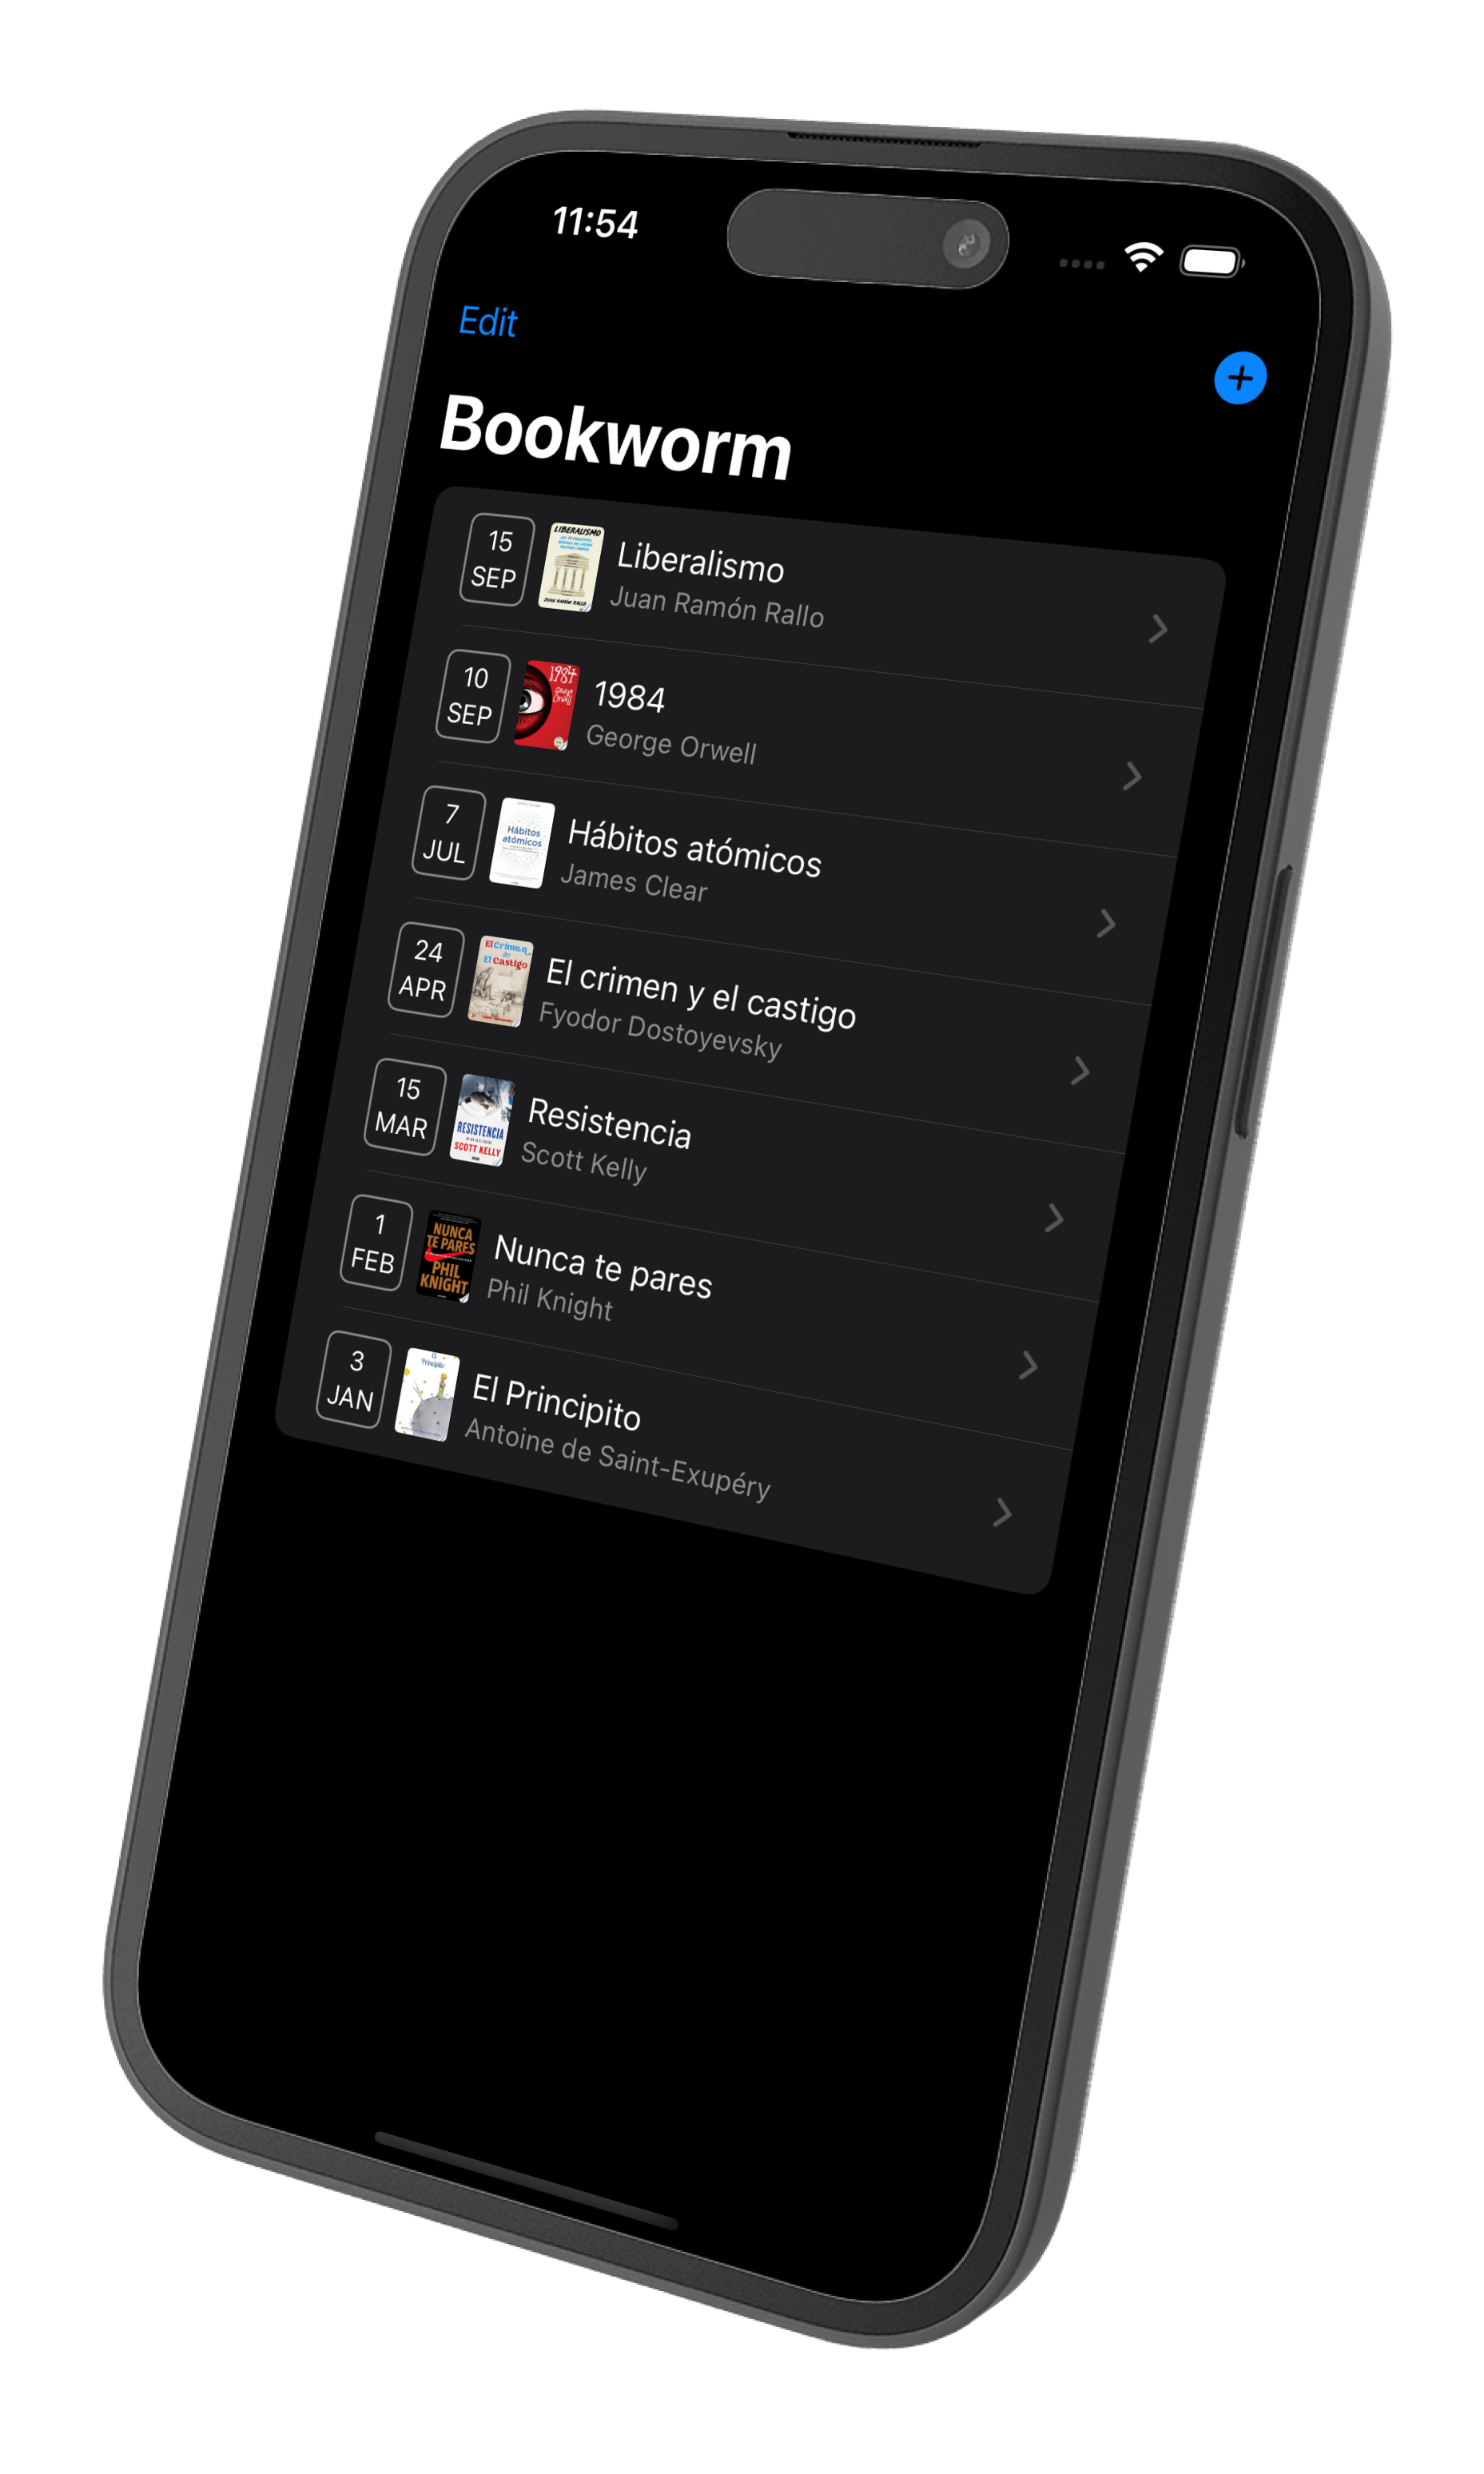 11:54
Edit
Bookworm
15
SEP
LIBERALISMO
JUAN RAMÓN RALLO
Liberalismo
Juan Ramón Rallo
10
SEP
1984
George
Orwell
1984
George Orwell
7
JUL
Hábitos
atómicos
Hábitos atómicos
James Clear
24
APR
El Crimen
El Castigo
El crimen y el castigo
Fyodor Dostoyevsky
15
MAR
RESISTENCIA
SCOTT KELLY
Resistencia
Scott Kelly
1
FEB
NUNCA
TE PARES
PHIL
KNIGHT
Nunca te pares
Phil Knight
3
JAN
El
Principito
El Principito
Antoine de Saint-Exupéry